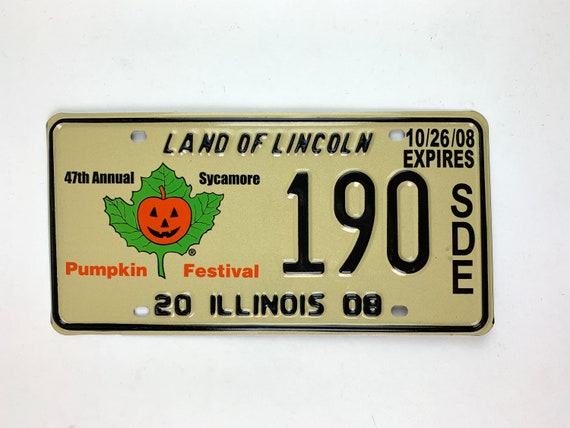 LAND OF LINCOLN
10/26/08
EXPIRES
47th Annual Sycamore
Pumpkin Festival
®
190
SDE
20 ILLINOIS 08